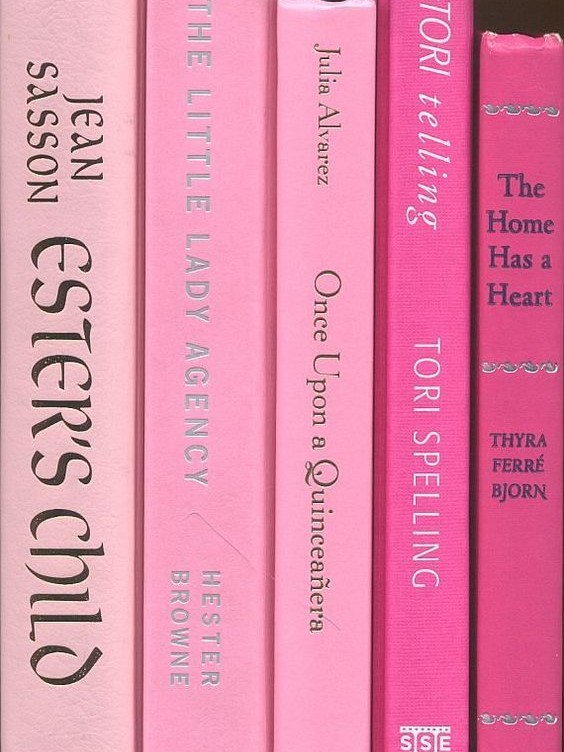 JEAN
SASSON
ESTER'S CHILD
THE LITTLE LADY AGENCY
HESTER
BROWNE
Julia Alvarez
Once Upon a Quinceañera
TORI telling
TORI SPELLING
SSE
The
Home
Has a
Heart
THYRA
FERRÉ
BJORN